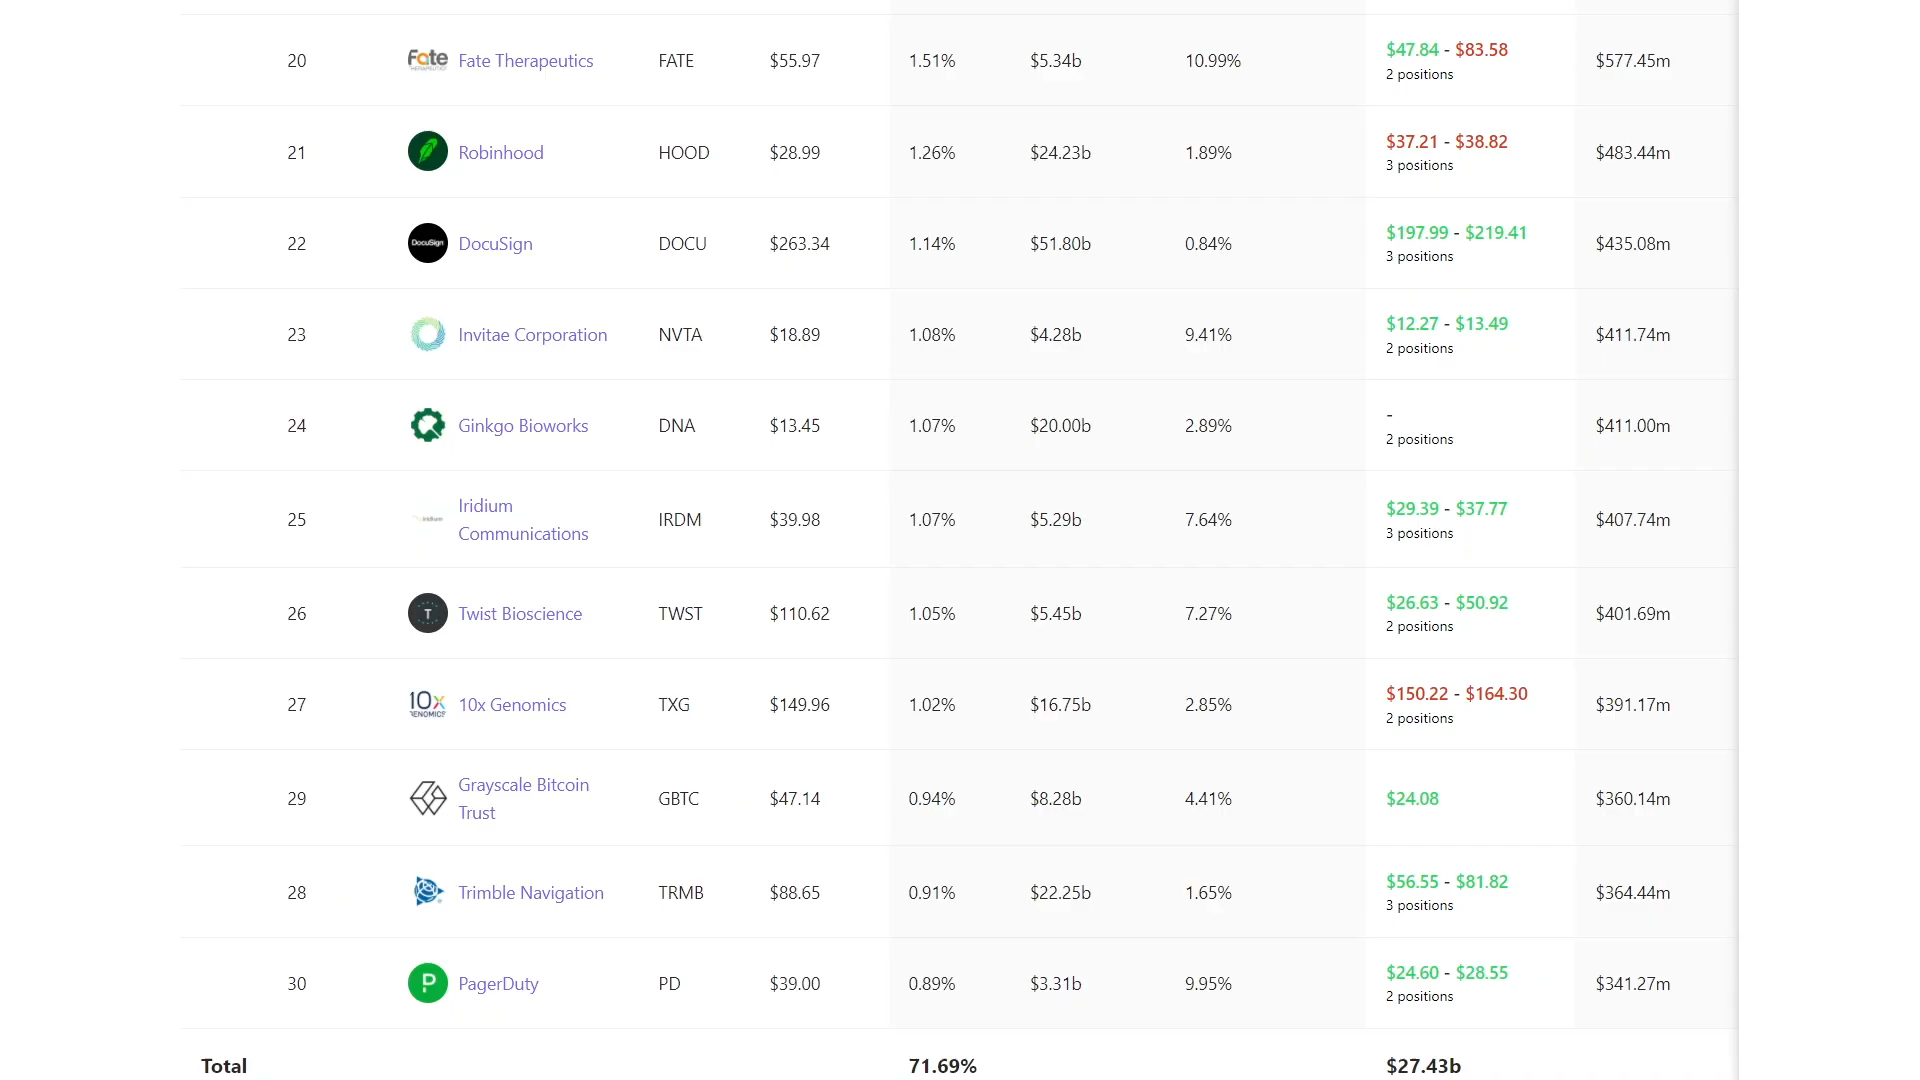 20 Fate THERAPEUTICS Fate Therapeutics FATE $55.97 1.51% $5.34b 10.99% $47.84 - $83.58 $577.45m
2 positions
21 Robinhood HOOD $28.99 1.26% $24.23b 1.89% $37.21 - $38.82 $483.44m
3 positions
22 DocuSign DocuSign DOCU $263.34 1.14% $51.80b 0.84% $197.99 - $219.41 $435.08m
3 positions
23 Invitae Corporation NVTA $18.89 1.08% $4.28b 9.41% $12.27 - $13.49 $411.74m
2 positions
24 Ginkgo Bioworks DNA $13.45 1.07% $20.00b 2.89% - $411.00m
2 positions
25 iridium Iridium
Communications IRDM $39.98 1.07% $5.29b 7.64% $29.39 - $37.77 $407.74m
3 positions
26 T Twist Bioscience TWST $110.62 1.05% $5.45b 7.27% $26.63 - $50.92 $401.69m
2 positions
27 10x GENOMICS 10x Genomics TXG $149.96 1.02% $16.75b 2.85% $150.22 - $164.30 $391.17m
2 positions
29 Grayscale Bitcoin
Trust GBTC $47.14 0.94% $8.28b 4.41% $24.08 $360.14m
28 Trimble Navigation TRMB $88.65 0.91% $22.25b 1.65% $56.55 - $81.82 $364.44m
3 positions
30 P PagerDuty PD $39.00 0.89% $3.31b 9.95% $24.60 - $28.55 $341.27m
2 positions
Total 71.69% $27.43b